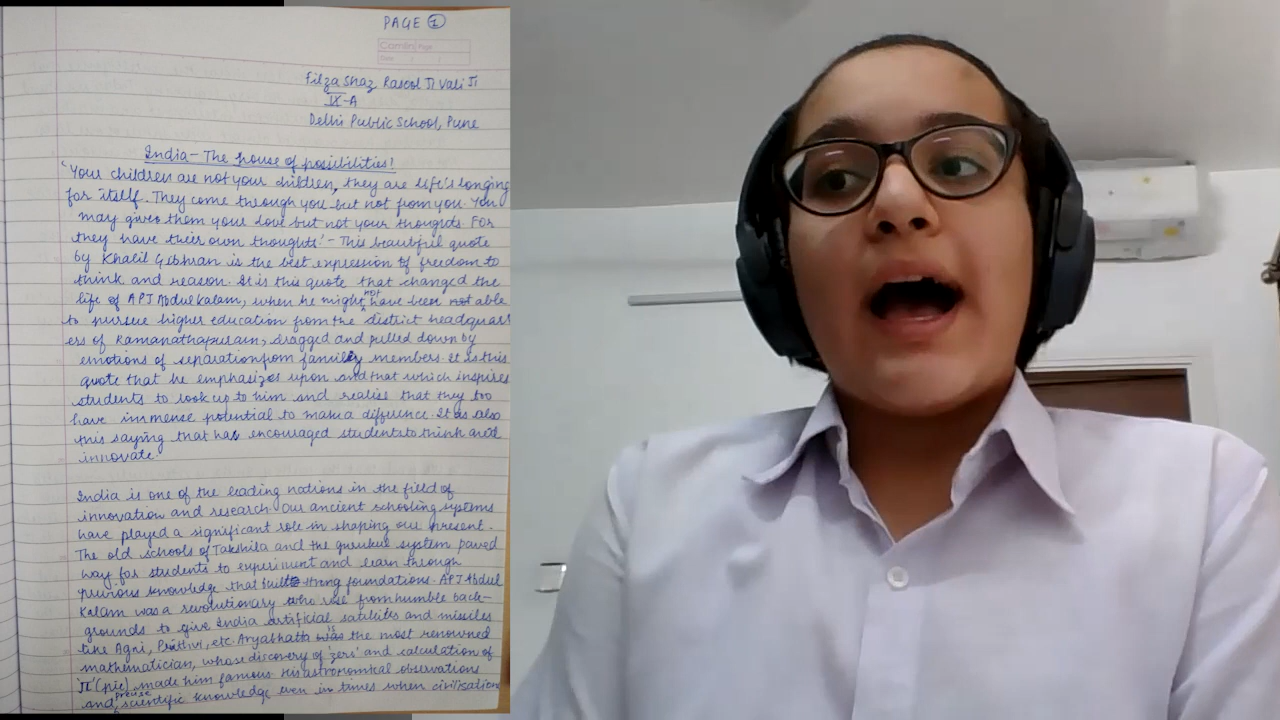 PAGE 1
Filza Shaz Rasool
IX-A
Delhi Public School, Pune
India - The house of posibilities!
'Your children are not your children, they are life's longing
for itself. They come through you but not from you. You
may given them your love but not your thoughts. For
they have their own thoughts' - This beautiful quote
by Khalil Gibhran is the best expression of freedom to
think and reason. It is this quote that changed the
life of APJ Abdul Kalam, when he might not have been able
to pursue higher education from the district headquart
ers of Ramanathapuram, dragged and pulled down by
emotions of separation from family members. It is this
quote that he emphasizes upon and that which inspires
students to look up to him and realise that they too
have immense potential to make a difference. It is also
this saying that has encouraged students to think and
innovate.
India is one of the leading nations in the field of
innovation and research. Our ancient schooling systems
have played a significant role in shaping our present.
The old schools of Takshila and the gurukul system paved
way for students to experiment and learn through
previous knowledge that built strong foundations. APJ Abdul
Kalam was a revolutionary who rose from humble back-
grounds to give India artificial satellites and missiles
like Agni, Prithvi, etc. Aryabhatta is the most renowned
mathematician, whose discovery of 'zero' and calculation of
'π' (pie) made him famous. His astronomical observations
and precise scientific knowledge even in times when civilisation